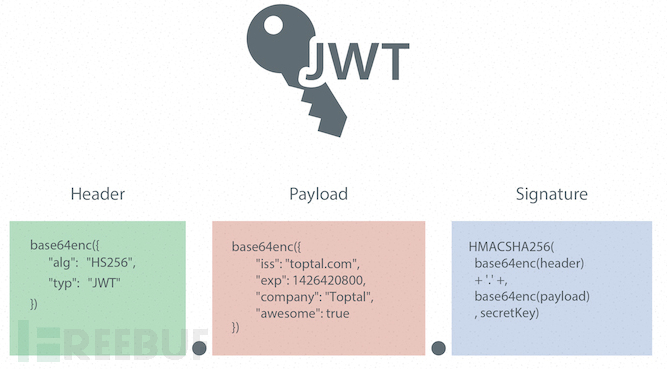 JWT
Header
Payload
Signature
base64enc({
"alg": "HS256",
"typ": "JWT"
})
base64enc({
"iss": "toptal.com",
"exp": 1426420800,
"company": "Toptal",
"awesome": true
})
HMACSHA256(
base64enc(header)
+ '.' +,
base64enc(payload)
, secretKey)
FREEBUF